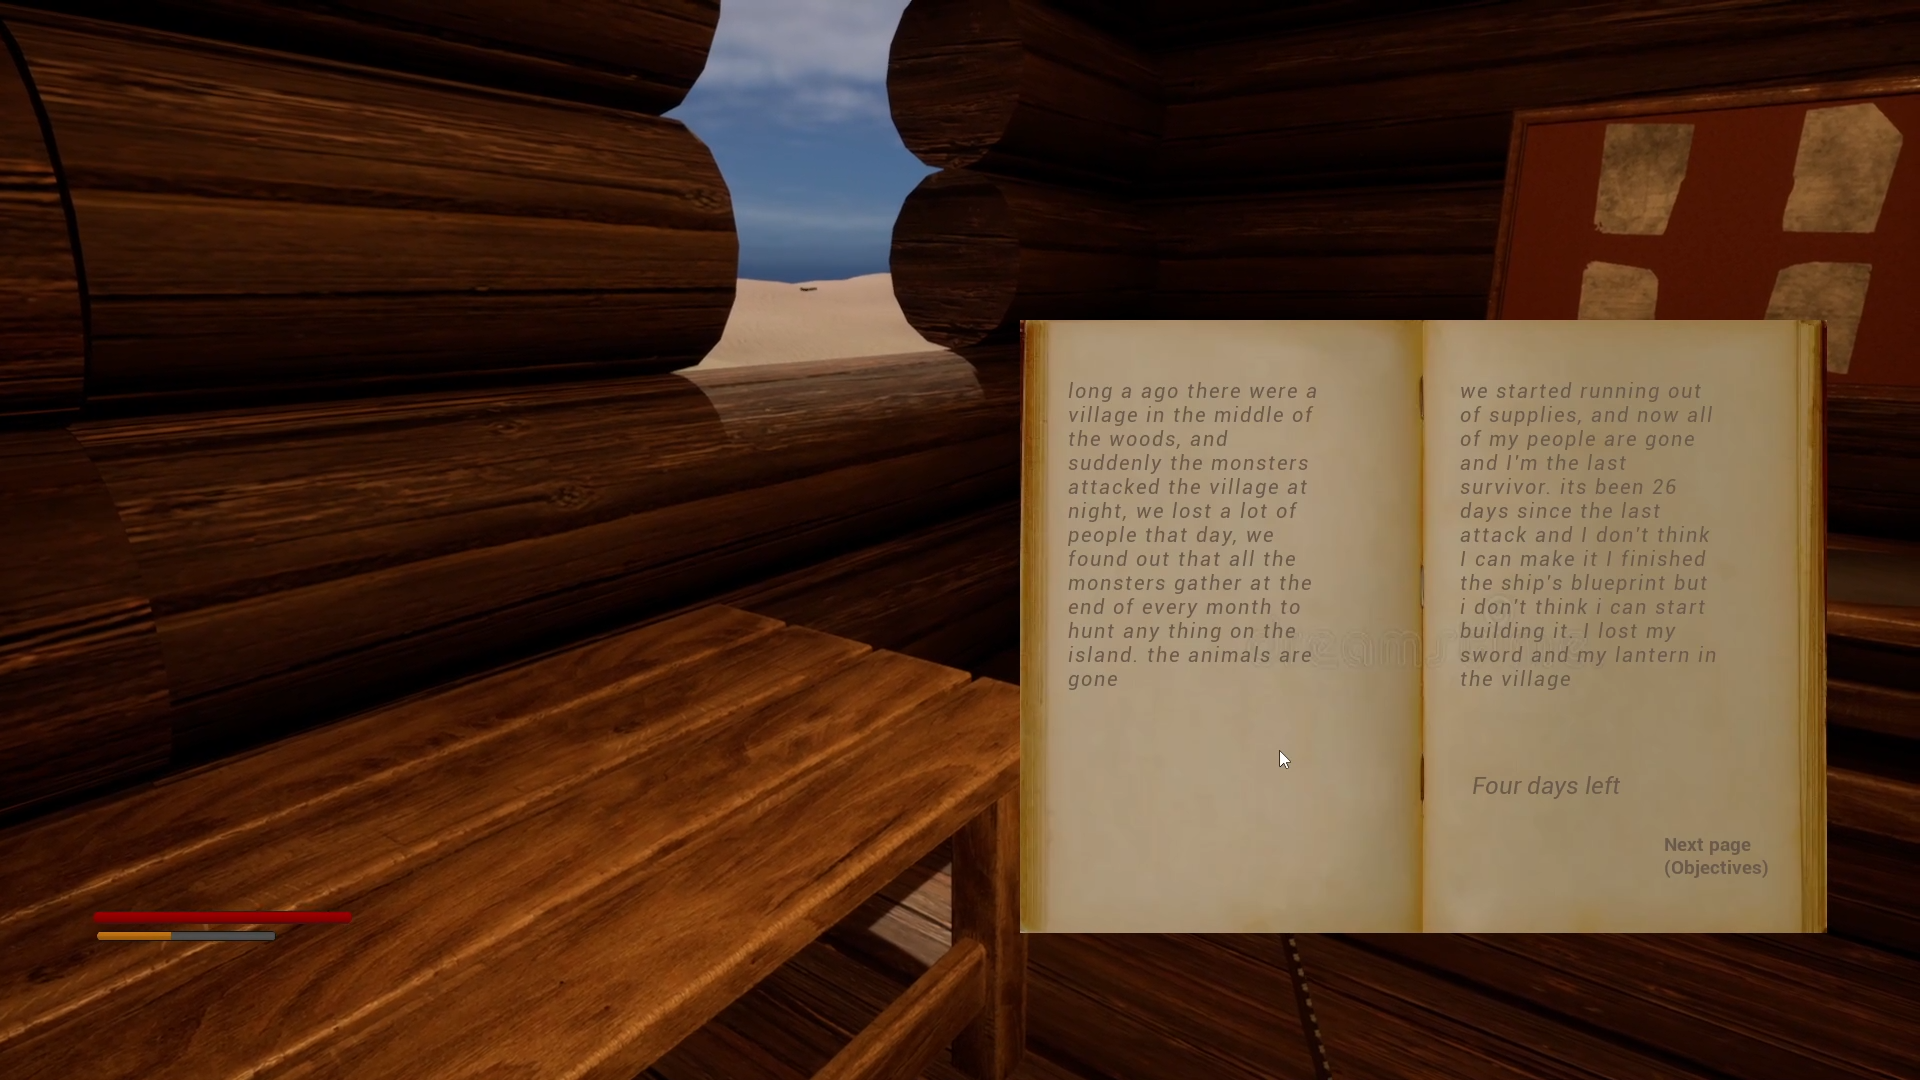 long a ago there were a
village in the middle of
the woods, and
suddenly the monsters
attacked the village at
night, we lost a lot of
people that day, we
found out that all the
monsters gather at the
end of every month to
hunt any thing on the
island. the animals are
gone
we started running out
of supplies, and now all
of my people are gone
and I'm the last
survivor. its been 26
days since the last
attack and I don't think
I can make it I finished
the ship's blueprint but
i don't think i can start
building it. I lost my
sword and my lantern in
the village
Four days left
Next page
(Objectives)